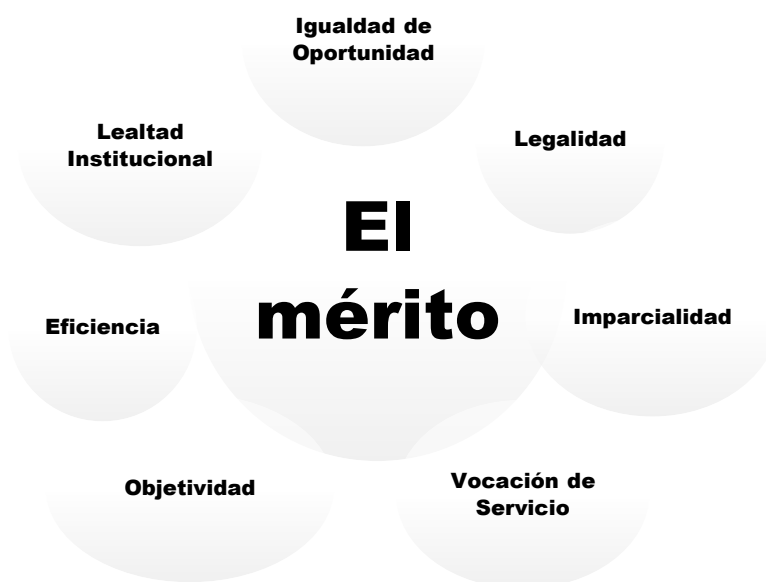 Igualdad de
Oportunidad
Lealtad
Institucional
Legalidad
El
mérito
Eficiencia
Imparcialidad
Objetividad
Vocación de
Servicio